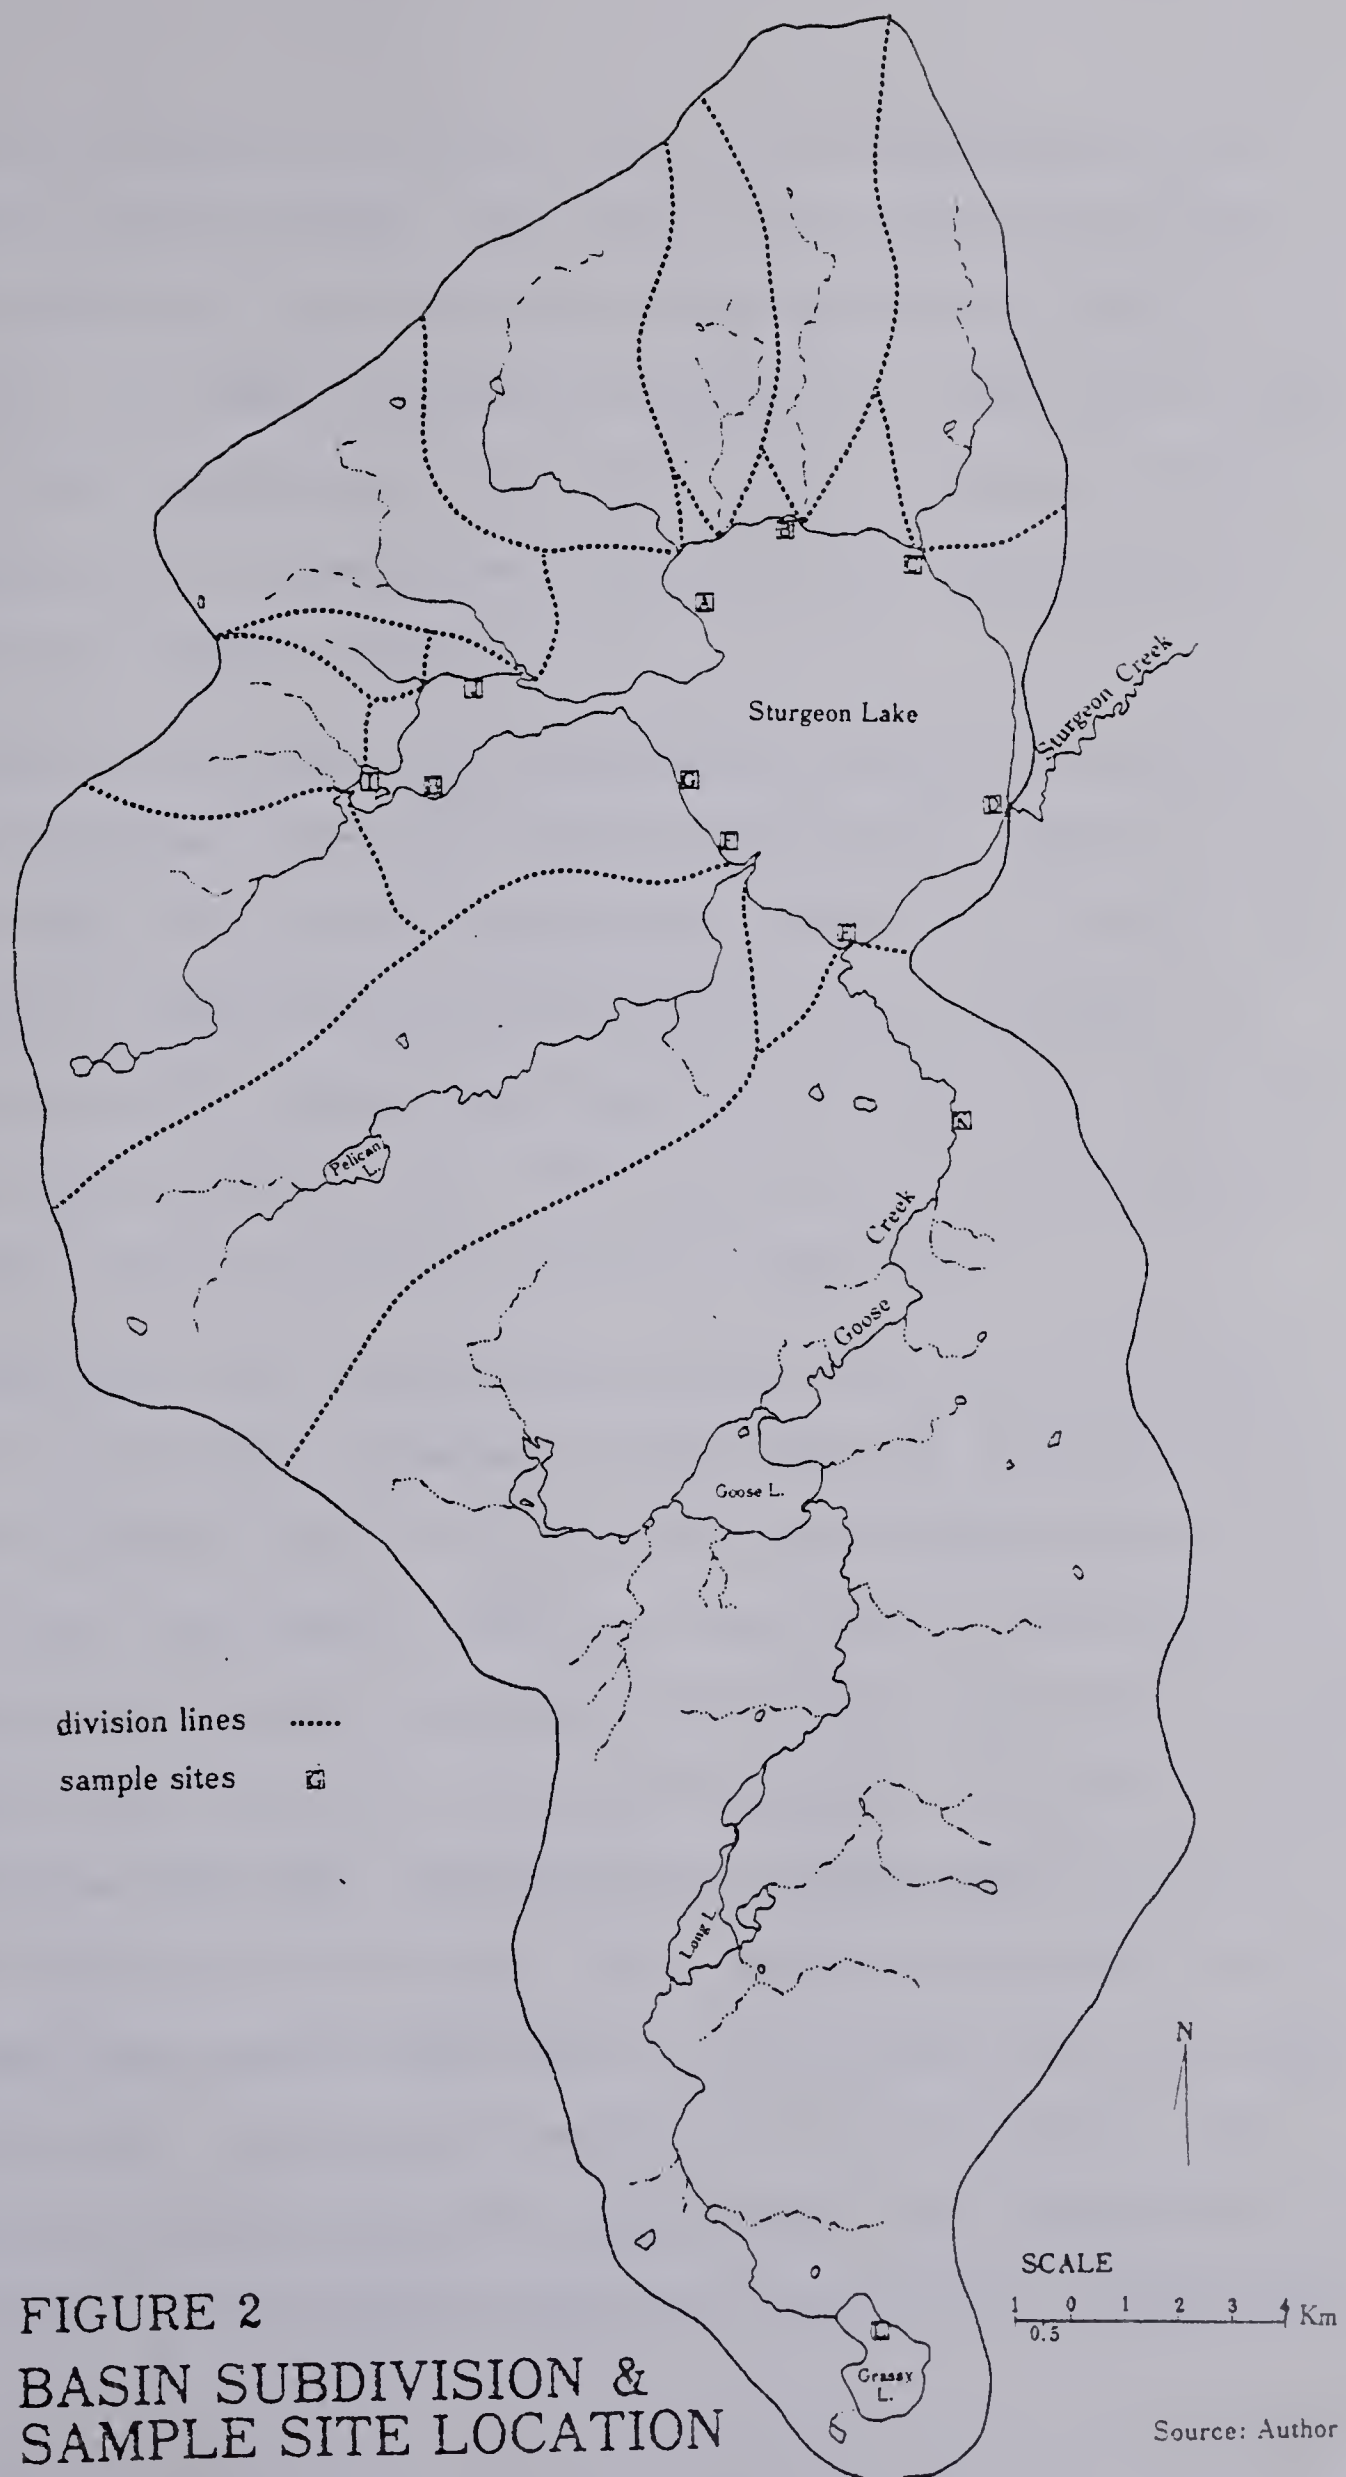 B
C
A
Sturgeon Creek
Sturgeon Lake
G
D
F
E
Pelican
L.
Creek
Goose
Goose L.
division lines
sample sites G
Long L
N
SCALE
1 0 1 2 3 4 Km
0.5
L
Grassy
L.
FIGURE 2
BASIN SUBDIVISION &
SAMPLE SITE LOCATION
Source: Author